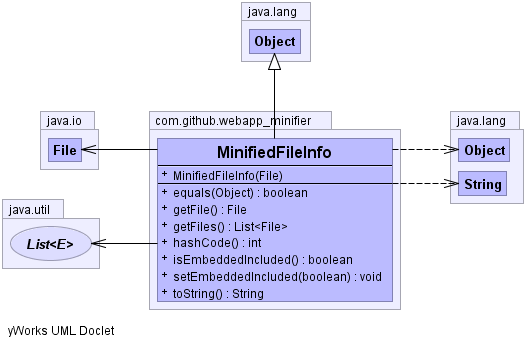 java.lang
Object
java.io
File
com.github.webapp_minifier
MinifiedFileInfo
+ MinifiedFileInfo(File)
+ equals(Object) : boolean
+ getFile() : File
+ getFiles() : List<File>
+ hashCode() : int
+ isEmbeddedIncluded() : boolean
+ setEmbeddedIncluded(boolean) : void
+ toString() : String
java.lang
Object
String
java.util
List<E>
yWorks UML Doclet